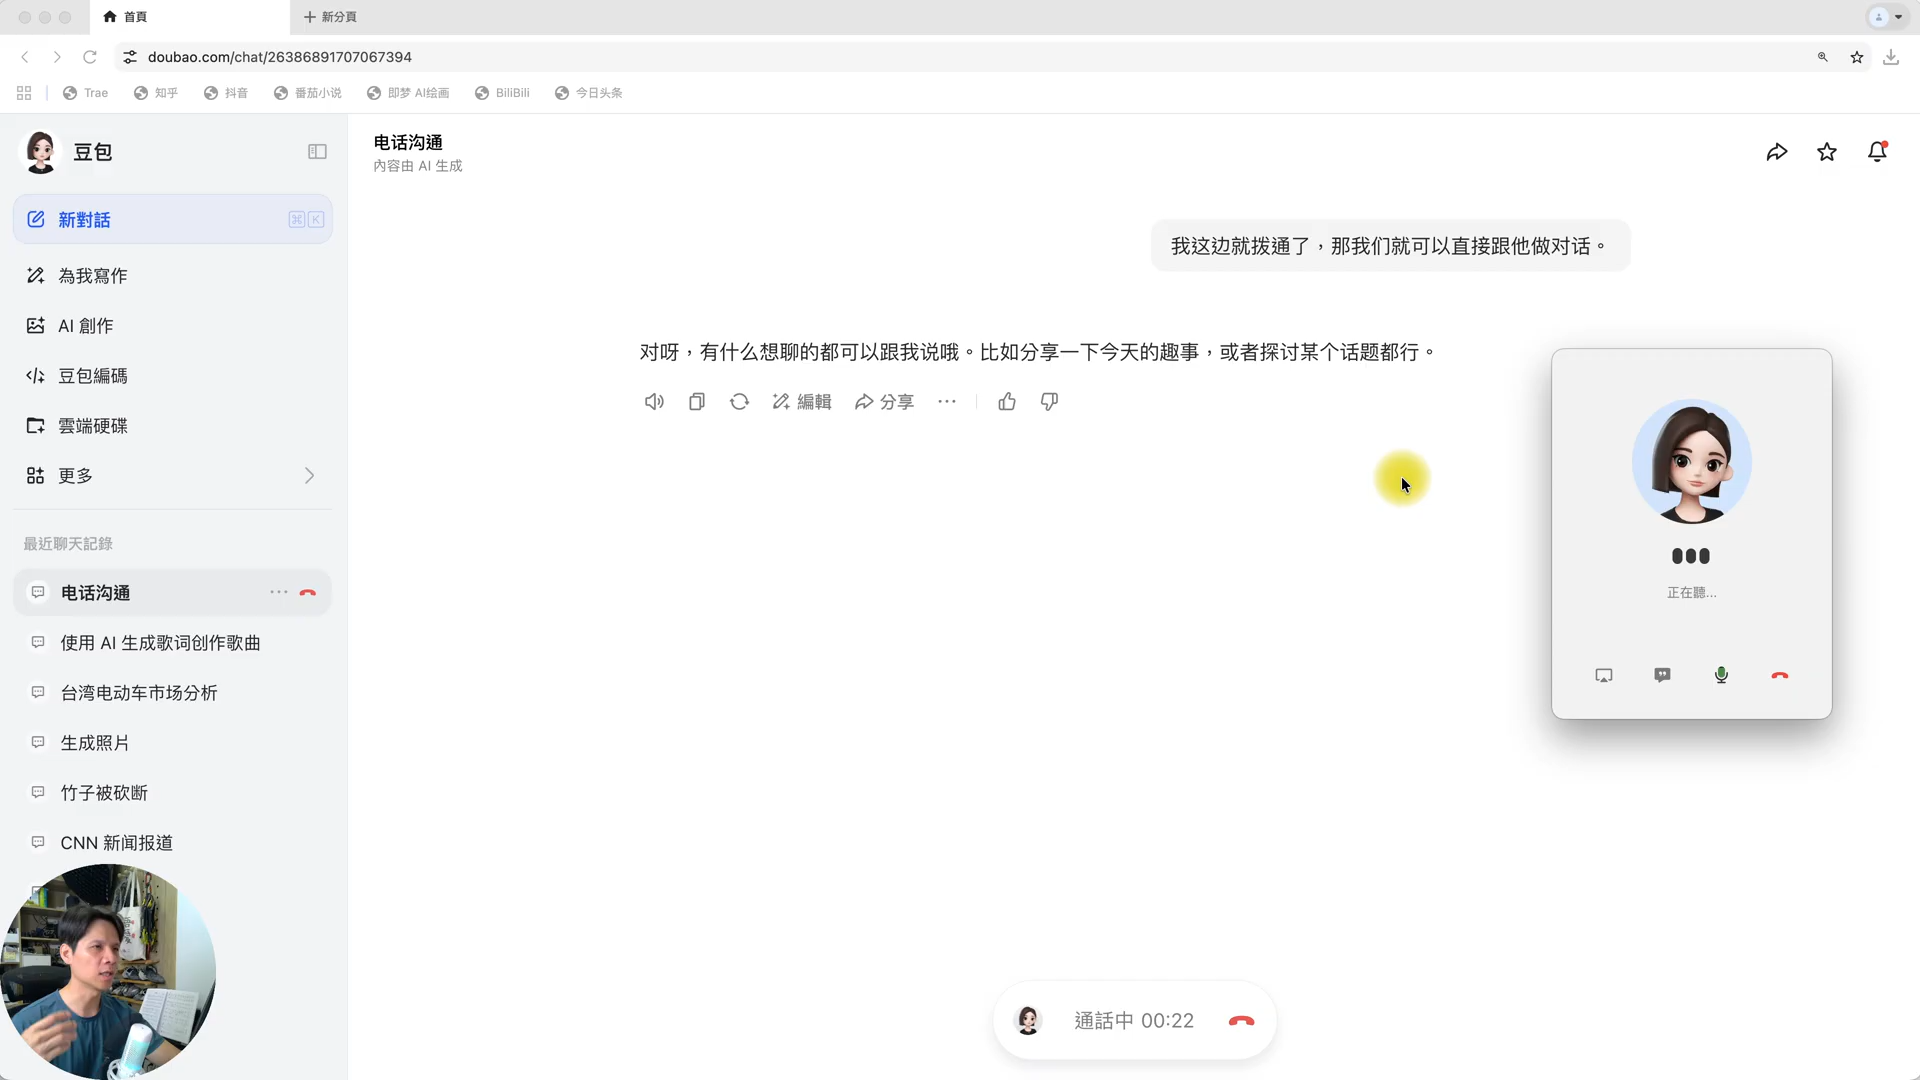 首頁
新分頁
doubao.com/chat/26386891707067394
Trae
知乎
抖音
番茄小说
即梦 AI绘画
BiliBili
今日头条
豆包
新對話
⌘ K
為我寫作
AI 創作
豆包編碼
雲端硬碟
更多
最近聊天記錄
电话沟通
使用 AI 生成歌词创作歌曲
台湾电动车市场分析
生成照片
竹子被砍断
CNN 新闻报道
电话沟通
內容由 AI 生成
我这边就拨通了，那我们就可以直接跟他做对话。
对呀，有什么想聊的都可以跟我说哦。比如分享一下今天的趣事，或者探讨某个话题都行。
編輯
分享
正在聽...
通話中 00:22